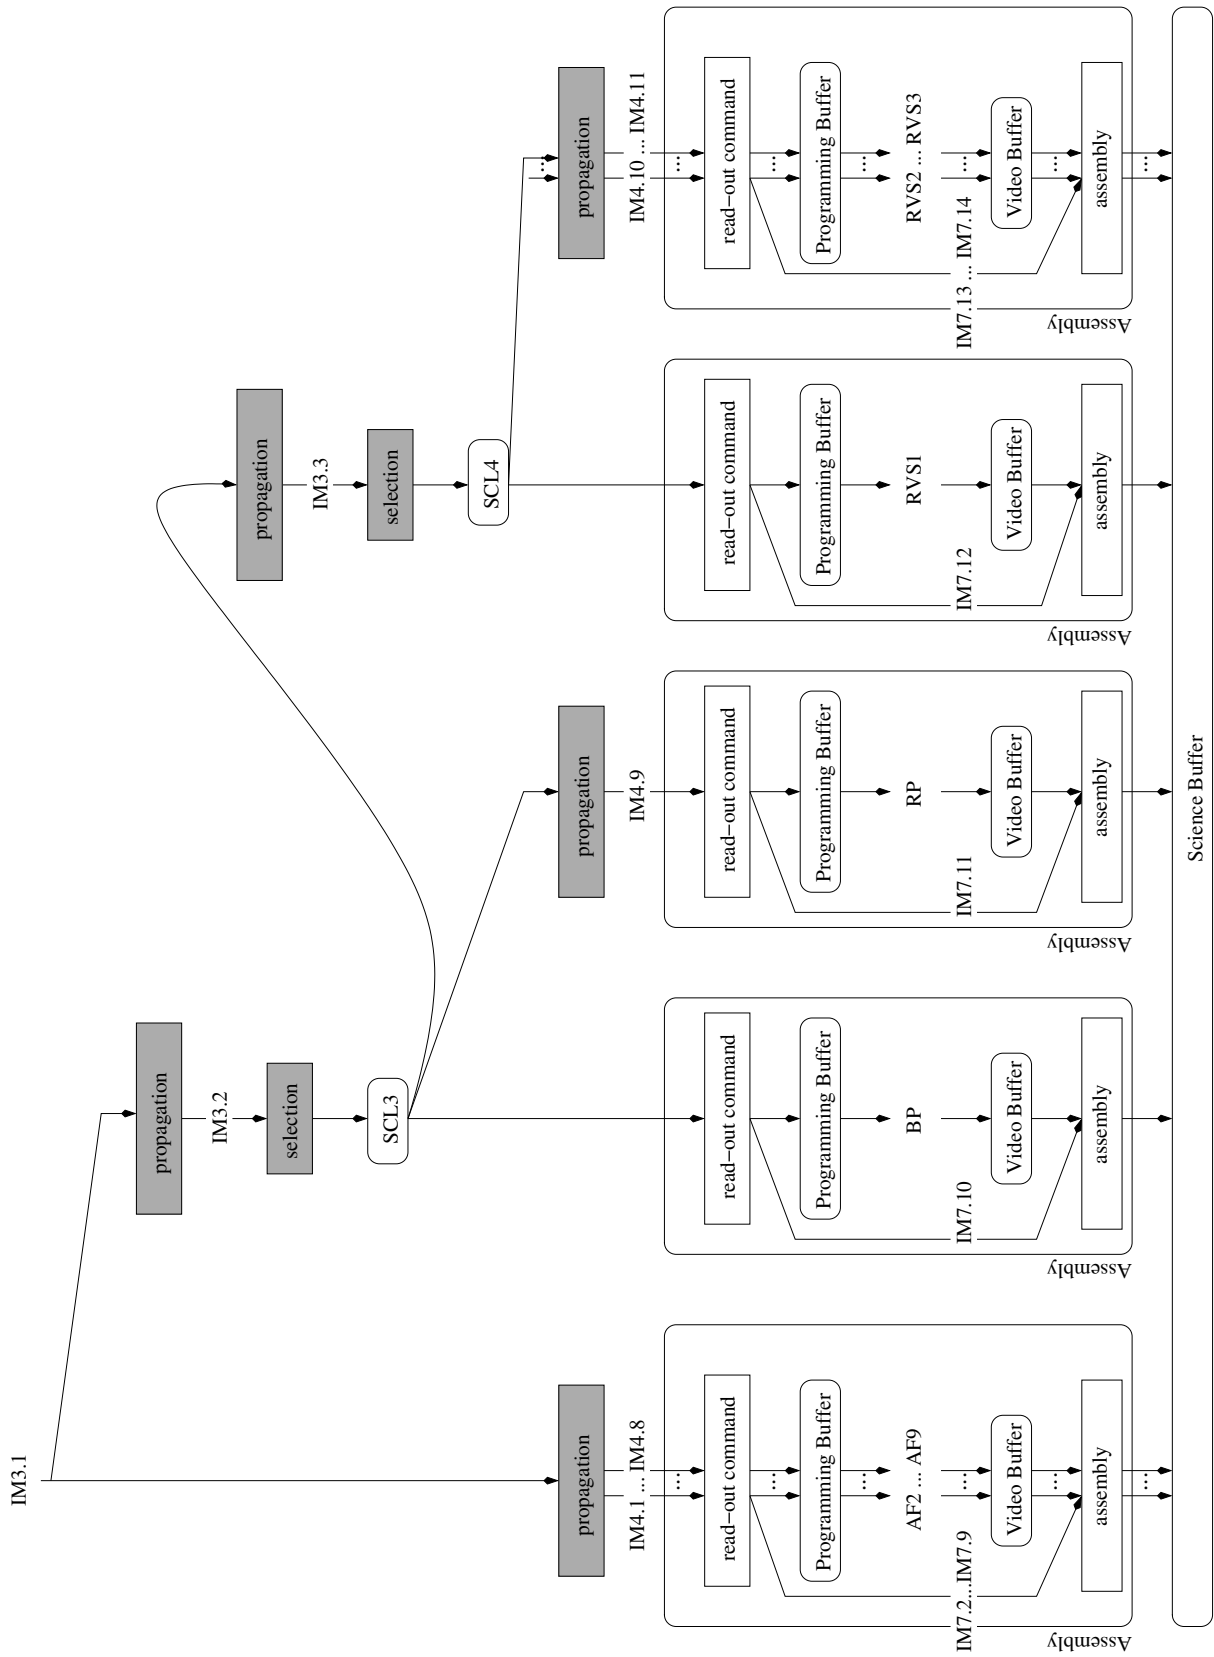 IM3.1
propagation
IM3.2
selection
SCL3
propagation
IM3.3
selection
SCL4
propagation
IM4.1 ... IM4.8
...
read−out command
...
Programming Buffer
...
AF2 ... AF9
IM7.2...IM7.9
...
Video Buffer
...
assembly
...
Assembly
read−out command
Programming Buffer
BP
IM7.10
Video Buffer
assembly
Assembly
propagation
IM4.9
read−out command
Programming Buffer
RP
IM7.11
Video Buffer
assembly
Assembly
read−out command
Programming Buffer
RVS1
IM7.12
Video Buffer
assembly
Assembly
...
propagation
IM4.10 ... IM4.11
...
read−out command
...
Programming Buffer
...
RVS2 ... RVS3
IM7.13 ... IM7.14
...
Video Buffer
...
assembly
...
Assembly
Science Buffer